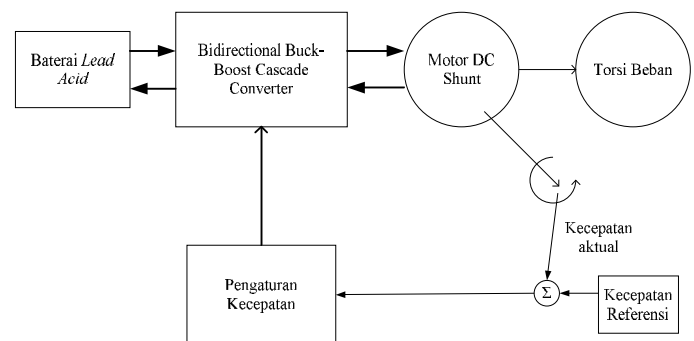 Baterai Lead
Acid
Bidirectional Buck-
Boost Cascade
Converter
Motor DC
Shunt
Torsi Beban
Kecepatan
aktual
Pengaturan
Kecepatan
Σ
Kecepatan
Referensi